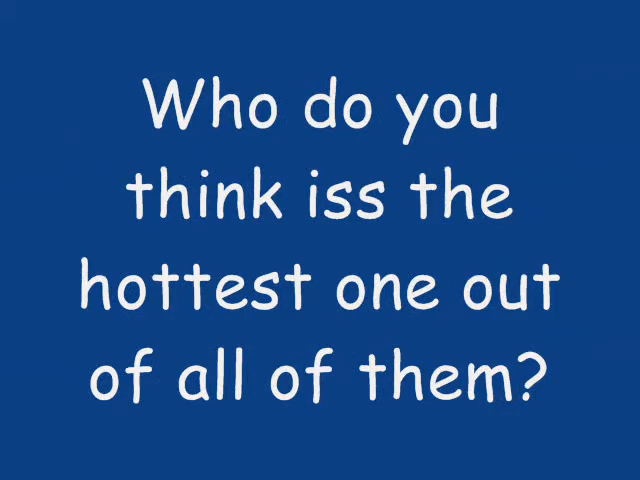 Who do you
think iss the
hottest one out
of all of them?